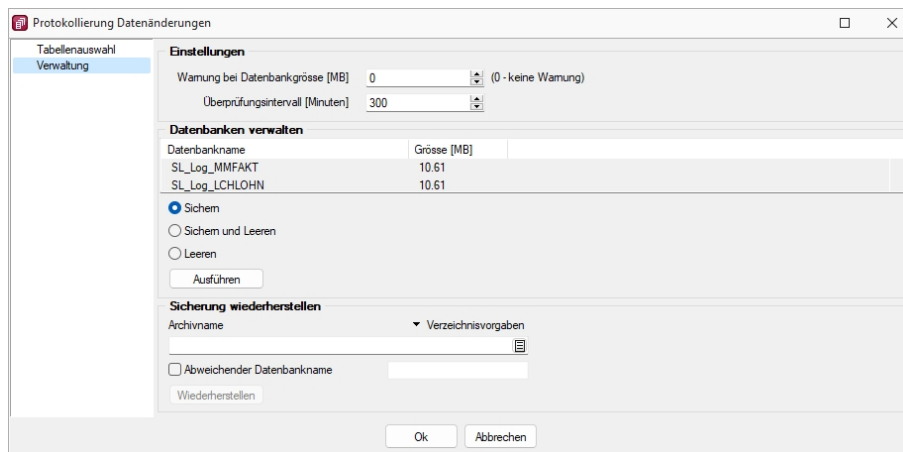 Protokollierung Datenänderungen
Tabellenauswahl
Verwaltung
Einstellungen
Warnung bei Datenbankgrösse [MB] 0 (0 - keine Warnung)
Überprüfungsintervall [Minuten] 300
Datenbanken verwalten
Datenbankname Grösse [MB]
SL_Log_MMFAKT 10.61
SL_Log_LCHLOHN 10.61
Sichern
Sichern und Leeren
Leeren
Ausführen
Sicherung wiederherstellen
Archivname Verzeichnisvorgaben
Abweichender Datenbankname
Wiederherstellen
Ok Abbrechen